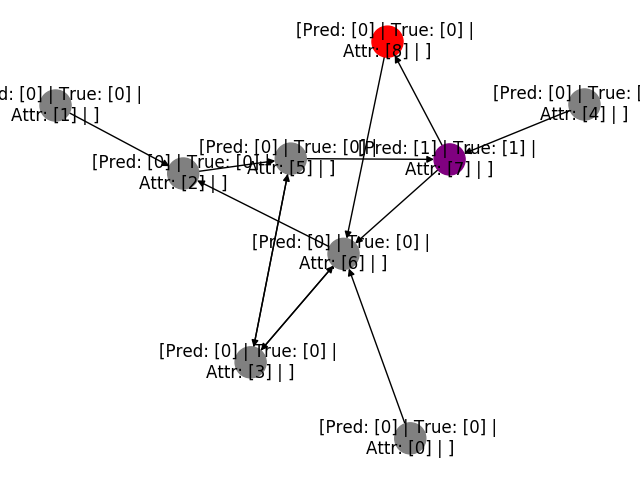 [Pred: [0] | True: [0] |
Attr: [8] | ]
d: [0] | True: [0] |
Attr: [1] | ]
[Pred: [0] | True: [
Attr: [4] | ]
[Pred: [0] | True: [0] |
Attr: [5] | ]
[Pred: [1] | True: [1] |
Attr: [7] | ]
[Pred: [0] | True: [0] |
Attr: [2] | ]
[Pred: [0] | True: [0] |
Attr: [6] | ]
[Pred: [0] | True: [0] |
Attr: [3] | ]
[Pred: [0] | True: [0] |
Attr: [0] | ]